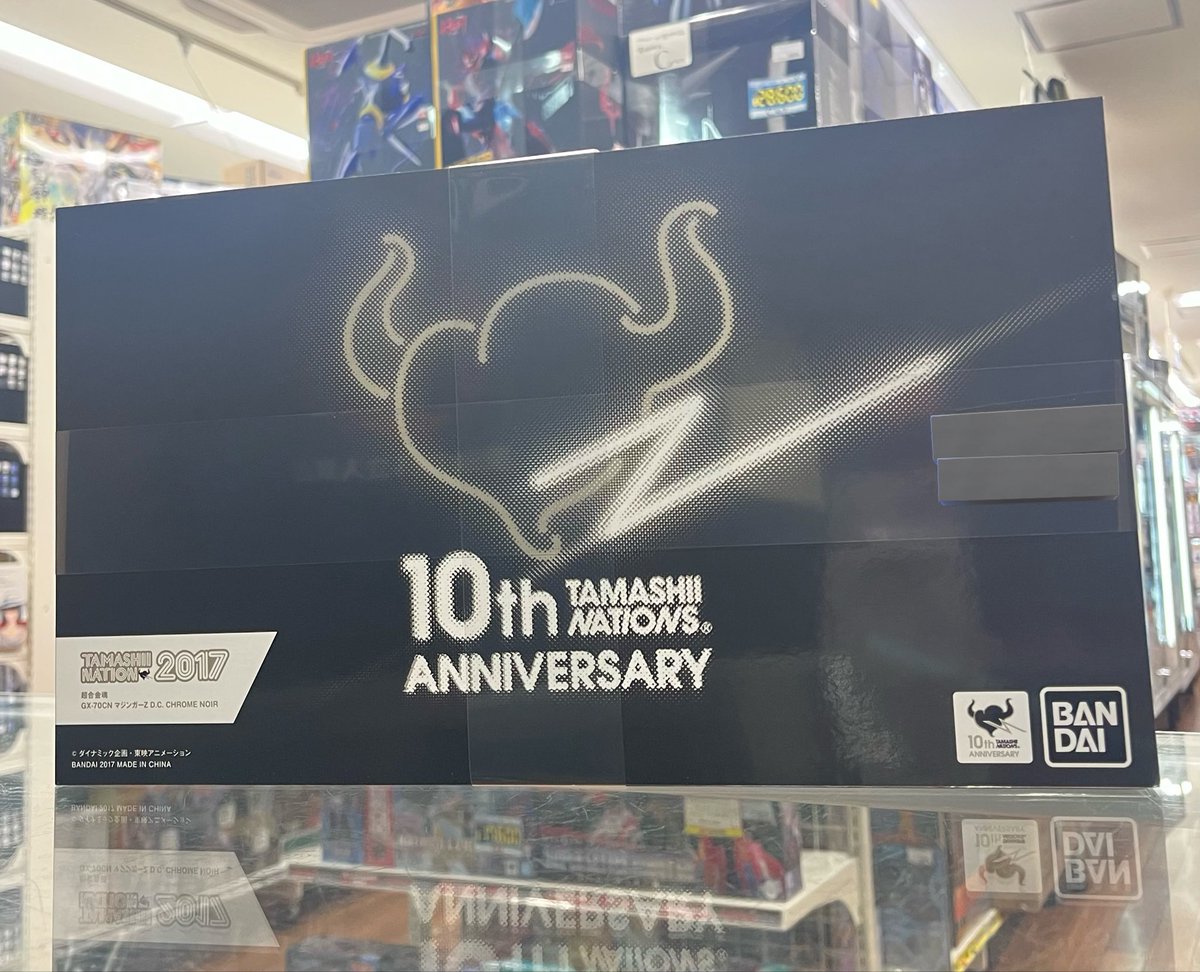 10th TAMASHII NATIONS®
ANNIVERSARY
TAMASHII NATION 2017
超合金魂
GX-70CN マジンガーZ D.C. CHROME NOIR
© ダイナミック企画・東映アニメーション
BANDAI 2017 MADE IN CHINA
10th TAMASHII NATIONS
ANNIVERSARY
BAN
DAI